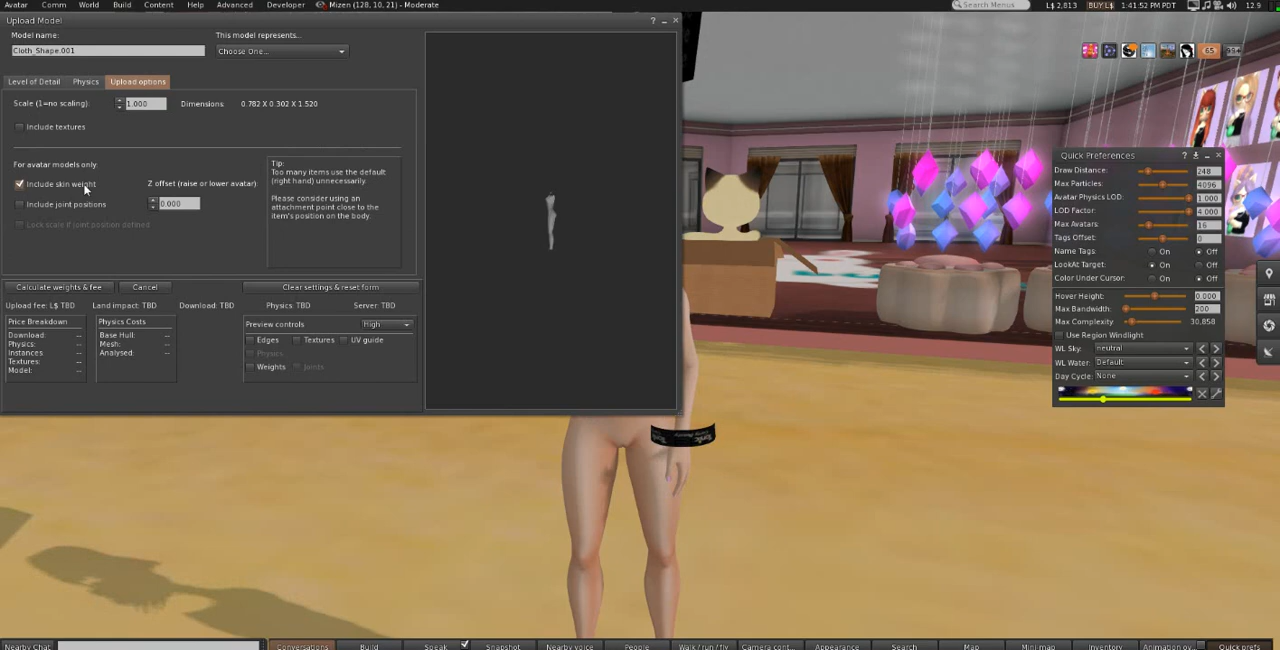 Avatar Comm World Build Content Help Advanced Developer Mizen (128, 10, 21) - Moderate Search Menus L$ 2,813 BUY L$ 1:41:52 PM PDT 12.9
Upload Model
Model name:
This model represents...
Cloth_Shape.001
Choose One...
Level of Detail Physics Upload options
Scale (1=no scaling): 1.000 Dimensions: 0.782 X 0.302 X 1.520
Include textures
For avatar models only:
Include skin weight
Z offset (raise or lower avatar):
Include joint positions
0.000
Lock scale if joint position defined
Tip:
Too many items use the default
(right hand) unnecessarily.
Please consider using an
attachment point close to the
item's position on the body.
Calculate weights & fee Cancel Clear settings & reset form
Upload fee: L$ TBD Land impact: TBD Download: TBD Physics: TBD Server: TBD
Price Breakdown
Download: --
Physics: --
Instances --
Textures: --
Model: --
Physics Costs
Base Hull: --
Mesh: --
Analysed: --
Preview controls High
Edges Textures UV guide
Physics
Weights Joints
65
Quick Preferences
Draw Distance: 248
Max Particles: 4096
Avatar Physics LOD: 1.000
LOD Factor: 4.000
Max Avatars: 16
Tags Offset: 0
Name Tags: On Off
LookAt Target: On Off
Color Under Cursor: On Off
Hover Height: 0.000
Max Bandwidth: 200
Max Complexity: 30,858
Use Region Windlight
WL Sky: neutral
WL Water: Default
Day Cycle: None
Nearby Chat Conversations Build Speak Snapshot Nearby voice People Walk / run / fly Camera cont... Appearance Search Map Mini-map Inventory Animation ov... Quick prefs